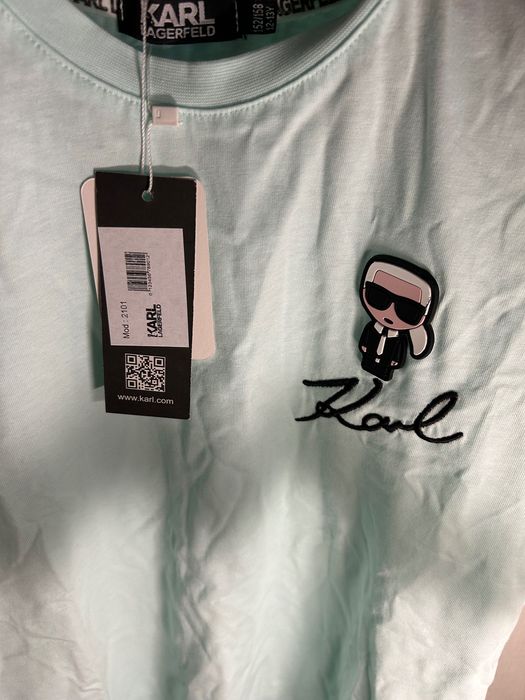 KARL
LAGERFELD
152/158
12-13Y
L
Mod : 2101
KARL
LAGERFELD
www.karl.com
Karl